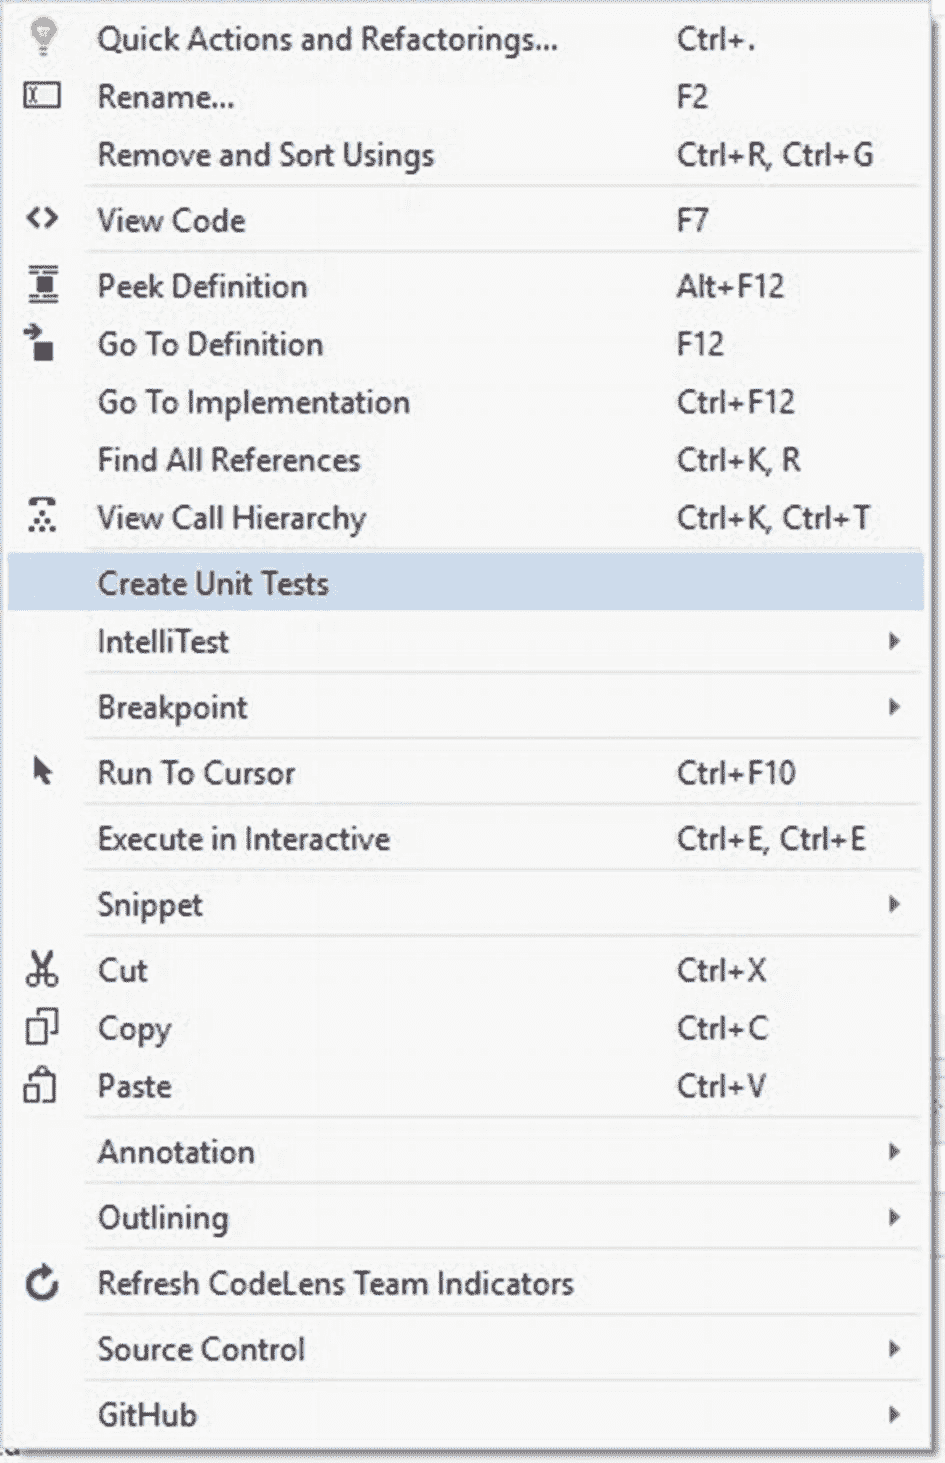 Quick Actions and Refactorings... Ctrl+.
Rename... F2
Remove and Sort Usings Ctrl+R, Ctrl+G
View Code F7
Peek Definition Alt+F12
Go To Definition F12
Go To Implementation Ctrl+F12
Find All References Ctrl+K, R
View Call Hierarchy Ctrl+K, Ctrl+T
Create Unit Tests
IntelliTest
Breakpoint
Run To Cursor Ctrl+F10
Execute in Interactive Ctrl+E, Ctrl+E
Snippet
Cut Ctrl+X
Copy Ctrl+C
Paste Ctrl+V
Annotation
Outlining
Refresh CodeLens Team Indicators
Source Control
GitHub